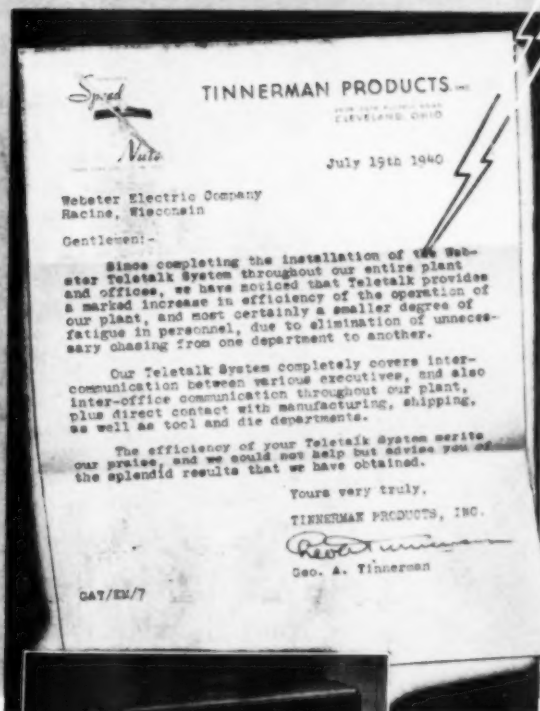 Speed
Nuts
TINNERMAN PRODUCTS, INC.
CLEVELAND, OHIO
July 19th 1940
Webster Electric Company
Racine, Wisconsin
Gentlemen:-
Since completing the installation of the Web-
ster Teletalk System throughout our entire plant
and offices, we have noticed that Teletalk provides
a marked increase in efficiency of the operation of
our plant, and most certainly a smaller degree of
fatigue in personnel, due to elimination of unneces-
sary chasing from one department to another.
Our Teletalk System completely covers inter-
communication between various executives, and also
inter-office communication throughout our plant,
plus direct contact with manufacturing, shipping,
as well as tool and die departments.
The efficiency of your Teletalk System merits
our praise, and we could not help but advise you of
the splendid results that we have obtained.
Yours very truly,
TINNERMAN PRODUCTS, INC.
Geo. A. Tinnerman
Geo. A. Tinnerman
GAT/EM/7